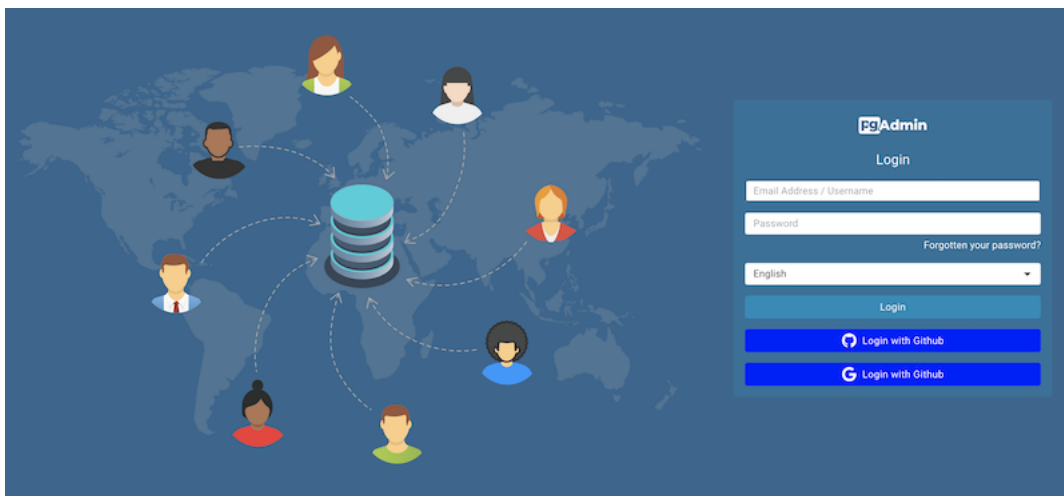 pgAdmin
Login
Email Address / Username
Password
Forgotten your password?
English
Login
Login with Github
Login with Github